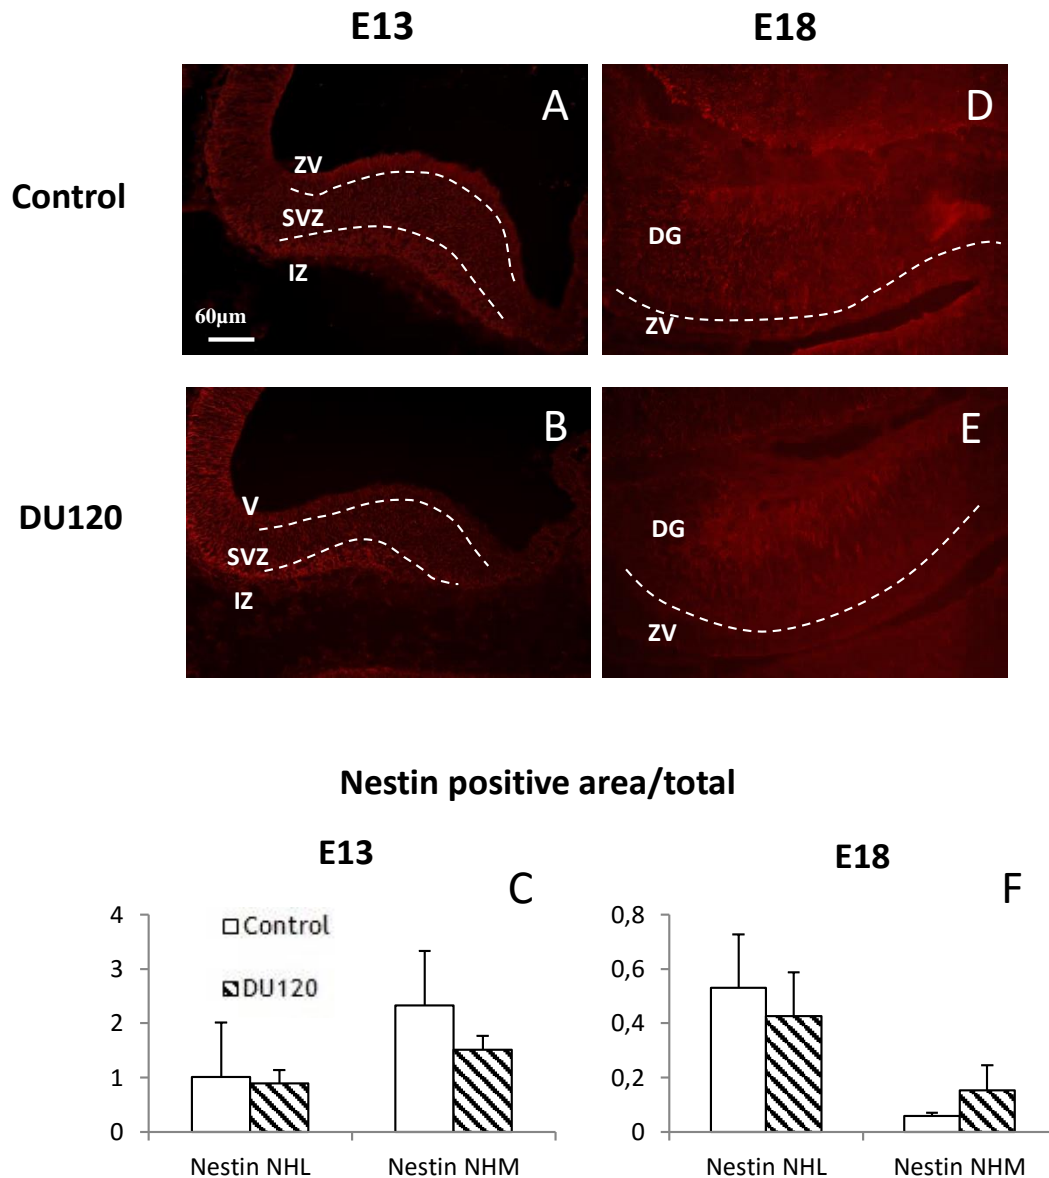 E13
E18
Control
A
ZV
SVZ
IZ
60µm
D
DG
ZV
DU120
B
V
SVZ
IZ
E
DG
ZV
Nestin positive area/total
E13
C
4
3
2
1
0
Control
DU120
Nestin NHL
Nestin NHM
E18
F
0,8
0,6
0,4
0,2
0
Nestin NHL
Nestin NHM